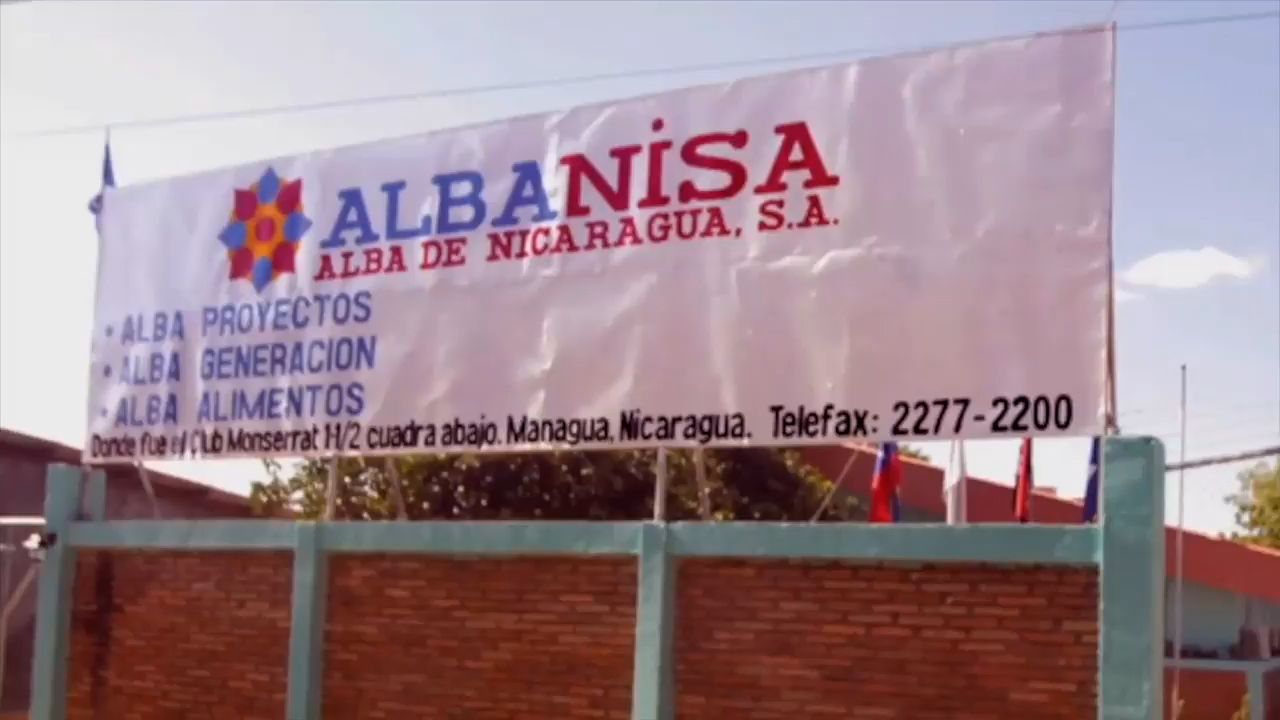 ALBANISA
ALBA DE NICARAGUA, S.A.
• ALBA PROYECTOS
• ALBA GENERACION
• ALBA ALIMENTOS
Donde fue el Club Monserrat 1-1/2 cuadra abajo. Managua, Nicaragua. Telefax: 2277-2200